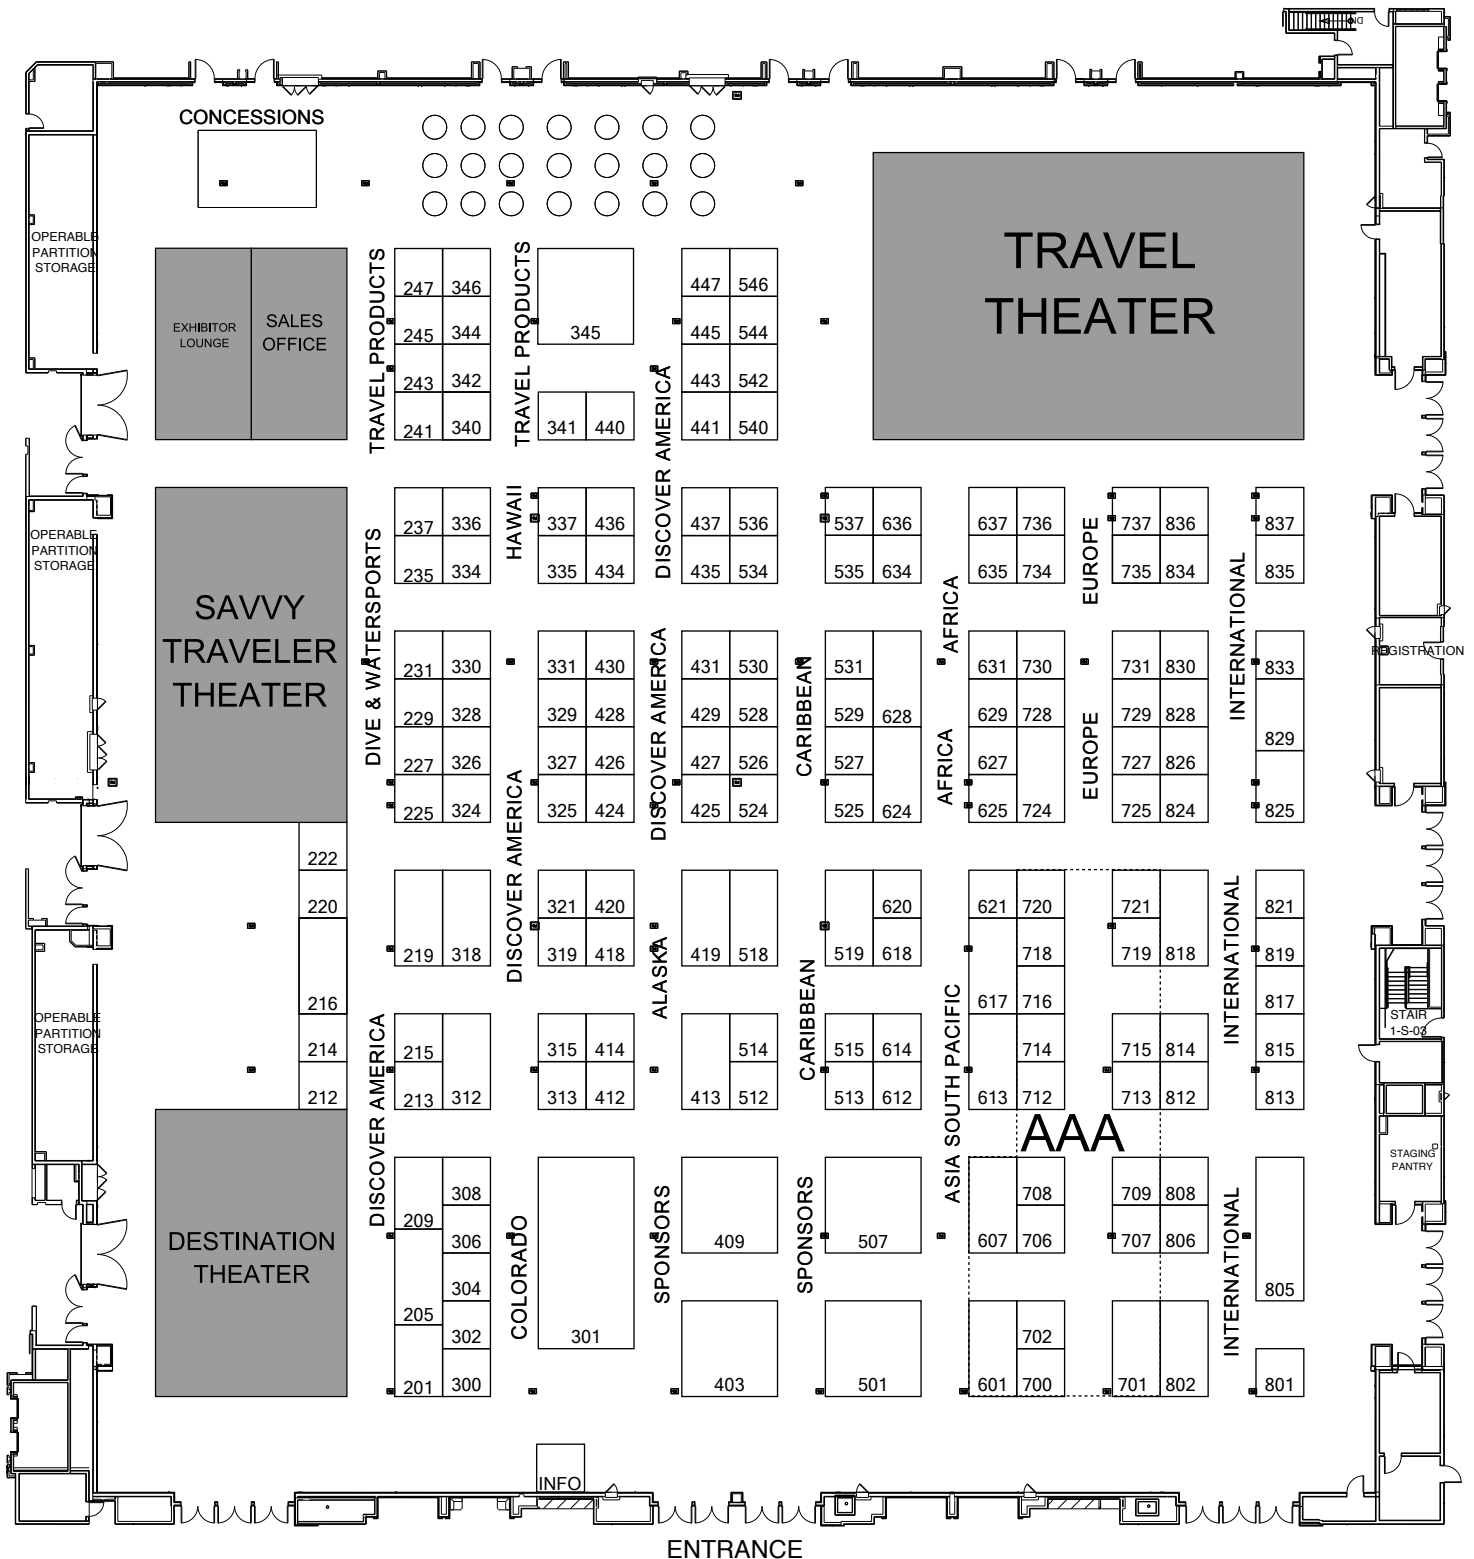 DN
CONCESSIONS
OPERABLE
PARTITION
STORAGE
TRAVEL
THEATER
EXHIBITOR
LOUNGE
SALES
OFFICE
TRAVEL PRODUCTS
TRAVEL PRODUCTS
DISCOVER AMERICA
247 346
345
447 546
245 344
445 544
243 342
443 542
241 340
341 440
441 540
OPERABLE
PARTITION
STORAGE
SAVVY
TRAVELER
THEATER
DIVE & WATERSPORTS
HAWAII
AFRICA
EUROPE
INTERNATIONAL
237 336 337 436 437 536 537 636 637 736 737 836 837
235 334 335 434 435 534 535 634 635 734 735 834 835
REGISTRATION
DISCOVER AMERICA
DISCOVER AMERICA
CARIBBEAN
AFRICA
EUROPE
231 330 331 430 431 530 531 631 730 731 830 833
229 328 329 428 429 528 529 628 629 728 729 828 829
227 326 327 426 427 526 527 627 727 826
225 324 325 424 425 524 525 624 625 724 725 824 825
222
220
321 420 620 621 720 721 821
219 318 319 418 419 518 519 618 718 719 818 819
216 617 716 817
ALASKA
CARIBBEAN
ASIA SOUTH PACIFIC
INTERNATIONAL
OPERABLE
PARTITION
STORAGE
STAIR
1-S-03
214 215 315 414 514 515 614 714 715 814 815
212 213 312 313 412 413 512 513 612 613 712 713 812 813
DISCOVER AMERICA
AAA
STAGING
PANTRY
DESTINATION
THEATER
COLORADO
SPONSORS
SPONSORS
INTERNATIONAL
308 708 709 808
209
306 409 507 607 706 707 806
304 805
205
302 301 702
201 300 403 501 601 700 701 802 801
INFO
ENTRANCE